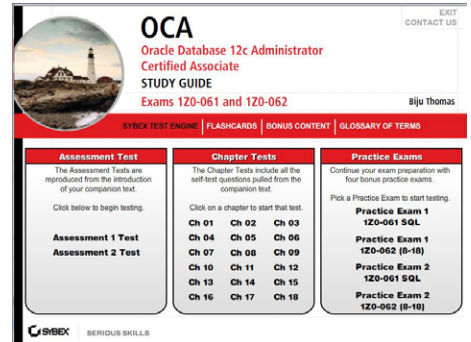 EXIT
CONTACT US
OCA
Oracle Database 12c Administrator
Certified Associate
STUDY GUIDE
Exams 1Z0-061 and 1Z0-062
Biju Thomas
SYBEX TEST ENGINE | FLASHCARDS | BONUS CONTENT | GLOSSARY OF TERMS
Assessment Test
The Assessment Tests are
reproduced from the introduction
of your companion text.
Click below to begin testing.
Assessment 1 Test
Assessment 2 Test
Chapter Tests
The Chapter Tests include all the
self-test questions pulled from the
companion text.
Click on a chapter to start that test.
Ch 01 Ch 02 Ch 03
Ch 04 Ch 05 Ch 06
Ch 07 Ch 08 Ch 09
Ch 10 Ch 11 Ch 12
Ch 13 Ch 14 Ch 15
Ch 16 Ch 17 Ch 18
Practice Exams
Continue your exam preparation with
four bonus practice exams.
Pick a Practice Exam to start testing.
Practice Exam 1
1Z0-061 SQL
Practice Exam 1
1Z0-062 (8-18)
Practice Exam 2
1Z0-061 SQL
Practice Exam 2
1Z0-062 (8-18)
SYBEX SERIOUS SKILLS